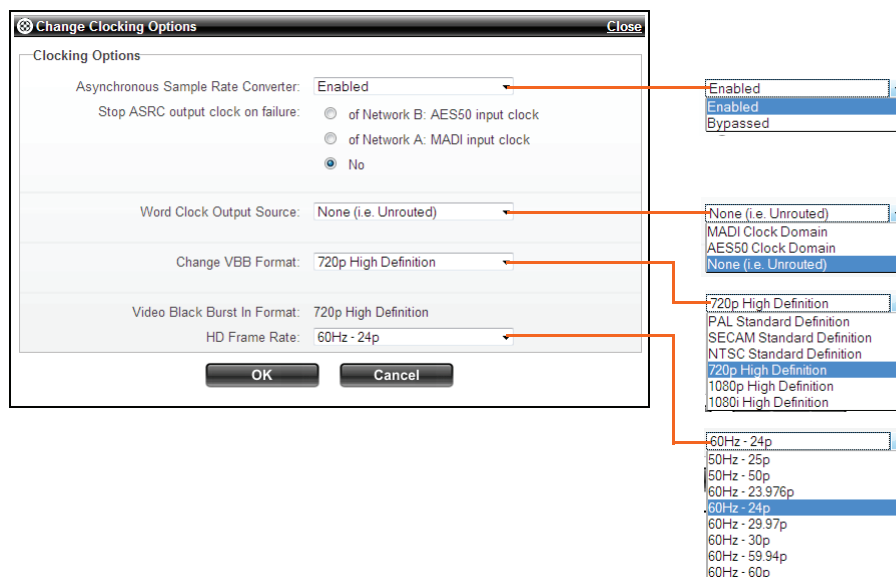 Change Clocking Options Close
Clocking Options
Asynchronous Sample Rate Converter: Enabled
Stop ASRC output clock on failure: of Network B: AES50 input clock
of Network A: MADI input clock
No
Word Clock Output Source: None (i.e. Unrouted)
Change VBB Format: 720p High Definition
Video Black Burst In Format: 720p High Definition
HD Frame Rate: 60Hz - 24p
OK Cancel
Enabled
Enabled
Bypassed
None (i.e. Unrouted)
MADI Clock Domain
AES50 Clock Domain
None (i.e. Unrouted)
720p High Definition
PAL Standard Definition
SECAM Standard Definition
NTSC Standard Definition
720p High Definition
1080p High Definition
1080i High Definition
60Hz - 24p
50Hz - 25p
50Hz - 50p
60Hz - 23.976p
60Hz - 24p
60Hz - 29.97p
60Hz - 30p
60Hz - 59.94p
60Hz - 60p